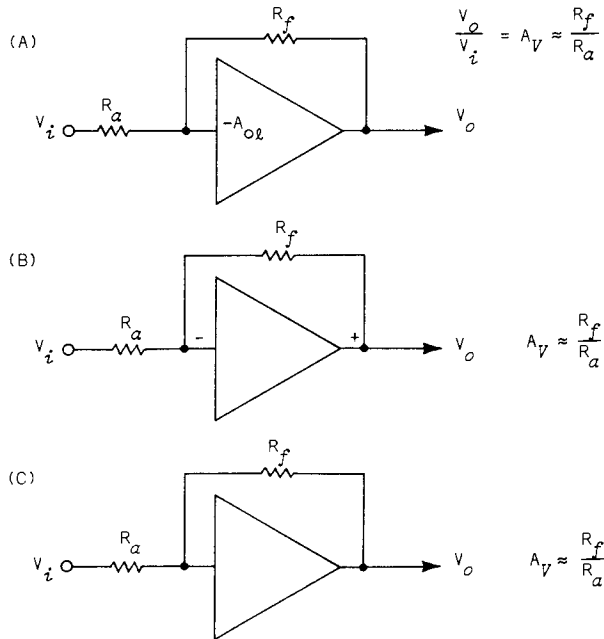 (A)
R_f
V_o/V_i = A_V ≈ R_f/R_a
V_i
R_a
-A_ol
V_o
(B)
R_f
V_i
R_a
-
+
V_o
A_V ≈ R_f/R_a
(C)
R_f
V_i
R_a
V_o
A_V ≈ R_f/R_a